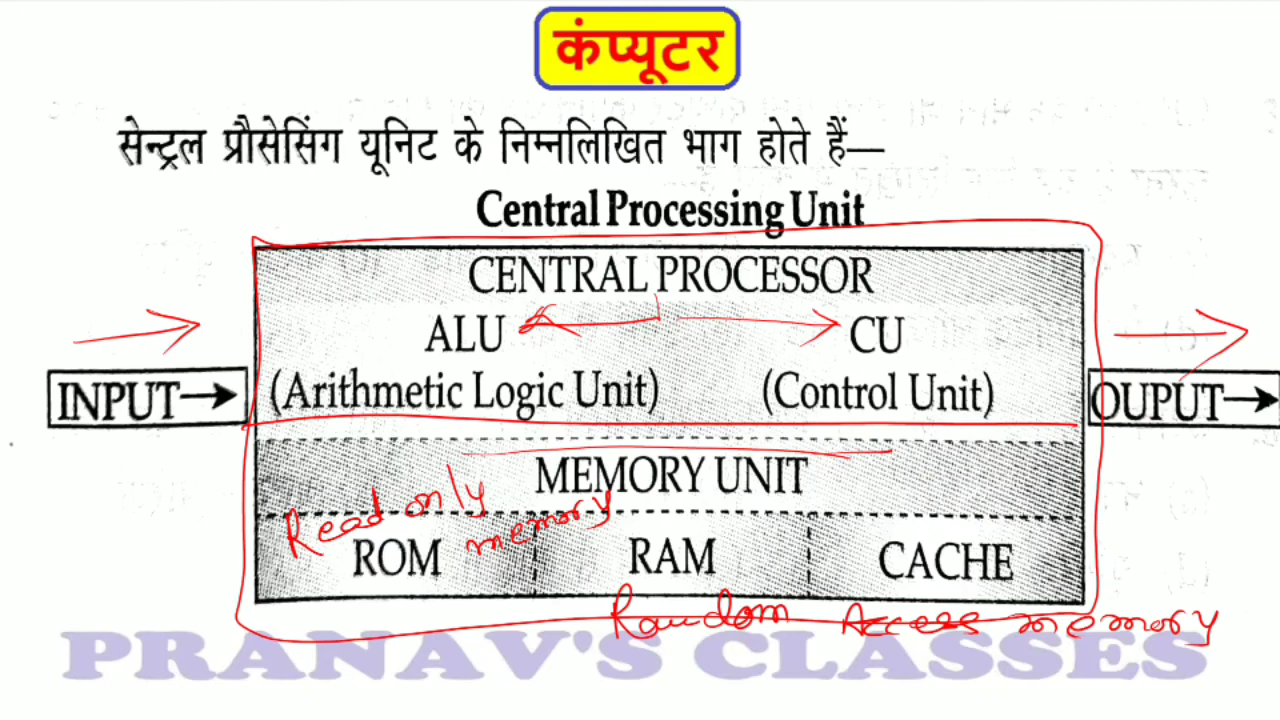 कंप्यूटर
सेन्ट्रल प्रौसेसिंग यूनिट के निम्नलिखित भाग होते हैं—
Central Processing Unit
CENTRAL PROCESSOR
ALU CU
INPUT→ (Arithmetic Logic Unit) (Control Unit) OUPUT→
MEMORY UNIT
Read only memory
ROM RAM CACHE
Random Access memory
PRANAV'S CLASSES